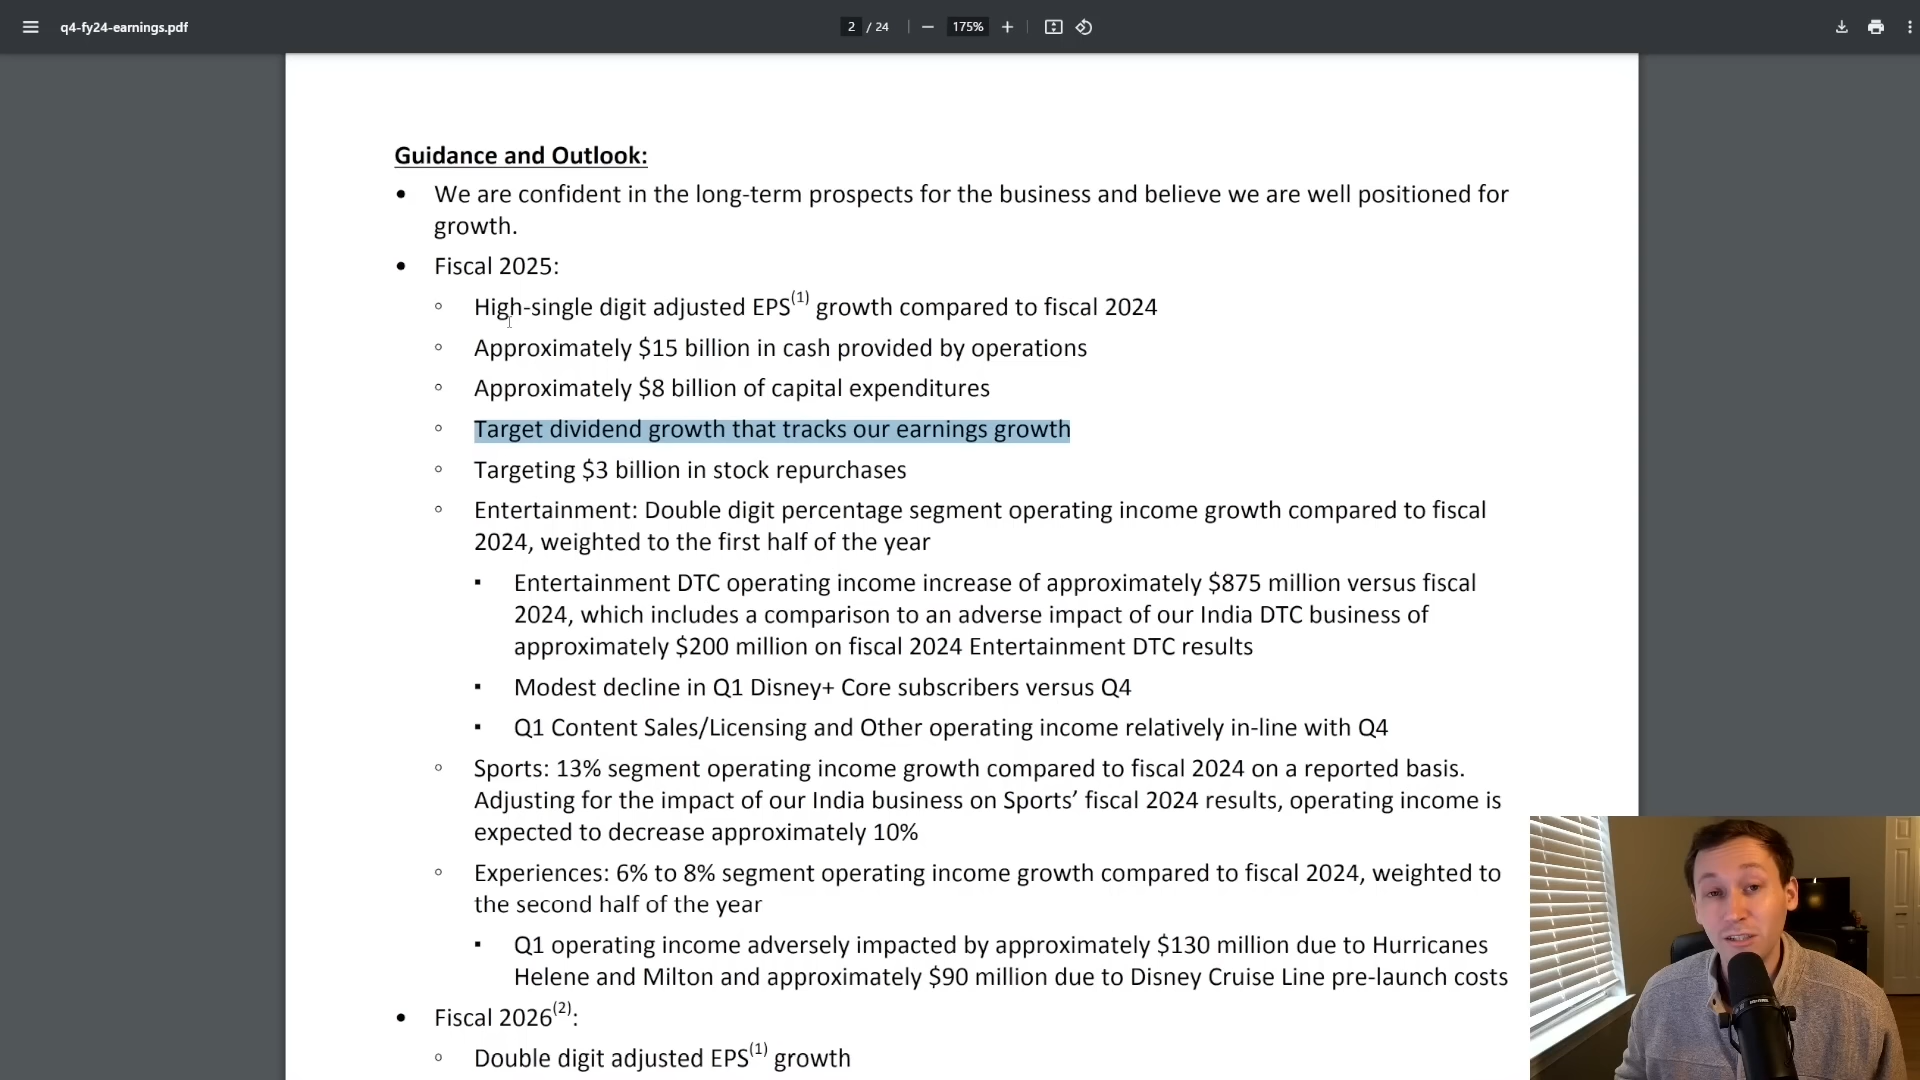 q4-fy24-earnings.pdf
2 / 24
175%
Guidance and Outlook:
• We are confident in the long-term prospects for the business and believe we are well positioned for
growth.
• Fiscal 2025:
◦ High-single digit adjusted EPS(1) growth compared to fiscal 2024
◦ Approximately $15 billion in cash provided by operations
◦ Approximately $8 billion of capital expenditures
◦ Target dividend growth that tracks our earnings growth
◦ Targeting $3 billion in stock repurchases
◦ Entertainment: Double digit percentage segment operating income growth compared to fiscal
2024, weighted to the first half of the year
▪ Entertainment DTC operating income increase of approximately $875 million versus fiscal
2024, which includes a comparison to an adverse impact of our India DTC business of
approximately $200 million on fiscal 2024 Entertainment DTC results
▪ Modest decline in Q1 Disney+ Core subscribers versus Q4
▪ Q1 Content Sales/Licensing and Other operating income relatively in-line with Q4
◦ Sports: 13% segment operating income growth compared to fiscal 2024 on a reported basis.
Adjusting for the impact of our India business on Sports’ fiscal 2024 results, operating income is
expected to decrease approximately 10%
◦ Experiences: 6% to 8% segment operating income growth compared to fiscal 2024, weighted to
the second half of the year
▪ Q1 operating income adversely impacted by approximately $130 million due to Hurricanes
Helene and Milton and approximately $90 million due to Disney Cruise Line pre-launch costs
• Fiscal 2026(2):
◦ Double digit adjusted EPS(1) growth